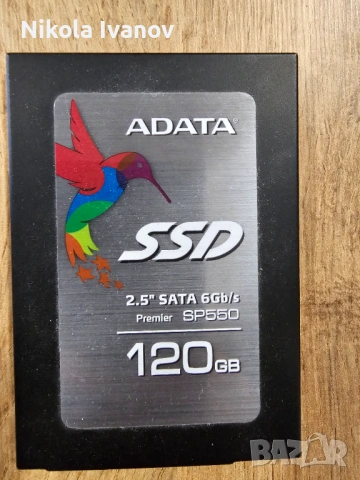 Nikola Ivanov
ADATA
SSD
2.5" SATA 6Gb/s
Premier SP550
120GB
BAZAR